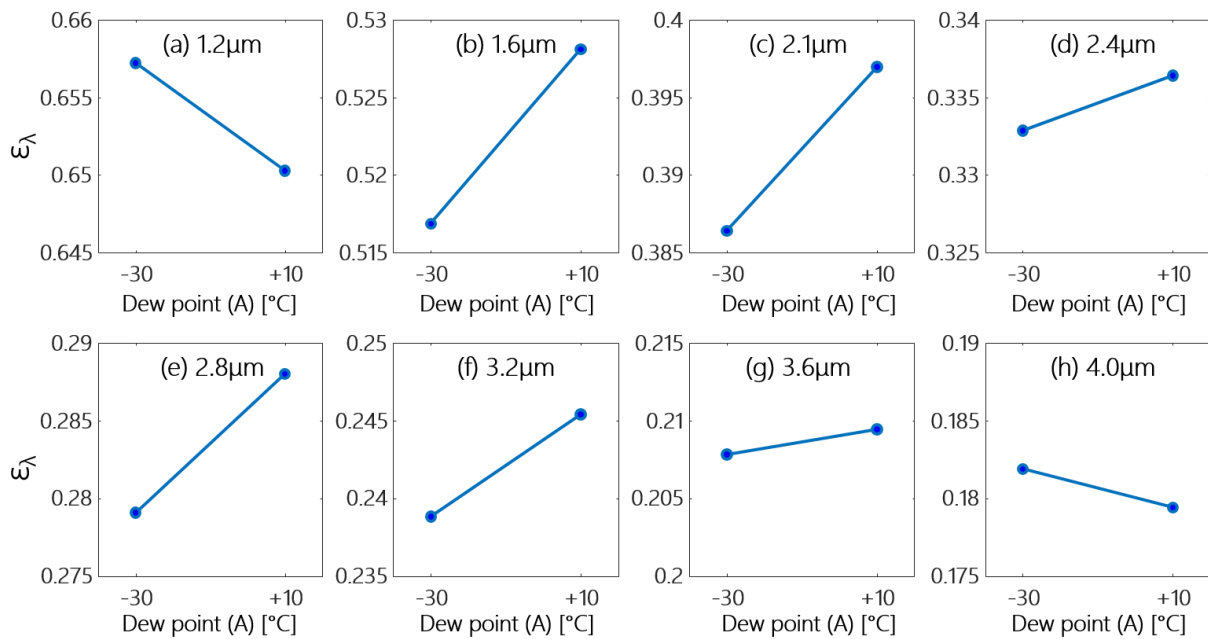 0.66
0.655
0.65
0.645
ελ
(a) 1.2µm
-30
+10
Dew point (A) [°C]
0.53
0.525
0.52
0.515
(b) 1.6µm
-30
+10
Dew point (A) [°C]
0.4
0.395
0.39
0.385
(c) 2.1µm
-30
+10
Dew point (A) [°C]
0.34
0.335
0.33
0.325
(d) 2.4µm
-30
+10
Dew point (A) [°C]
0.29
0.285
0.28
0.275
ελ
(e) 2.8µm
-30
+10
Dew point (A) [°C]
0.25
0.245
0.24
0.235
(f) 3.2µm
-30
+10
Dew point (A) [°C]
0.215
0.21
0.205
0.2
(g) 3.6µm
-30
+10
Dew point (A) [°C]
0.19
0.185
0.18
0.175
(h) 4.0µm
-30
+10
Dew point (A) [°C]